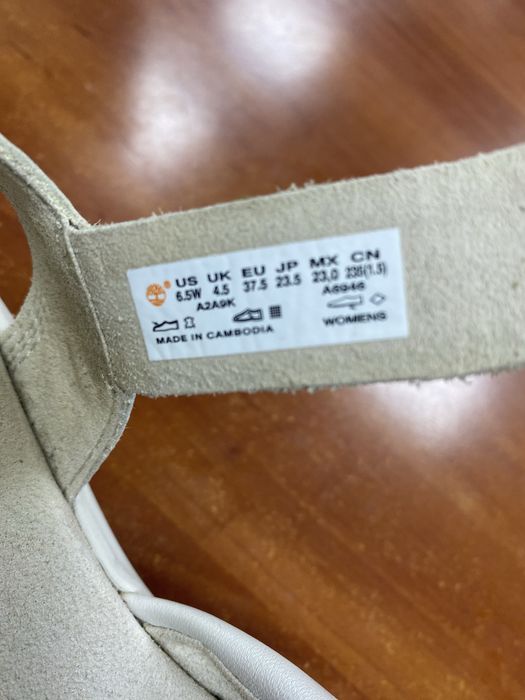 US UK EU JP MX CN
6.5W 4.5 37.5 23.5 23.0 235(1.5)
A2A9K A6946
MADE IN CAMBODIA WOMENS